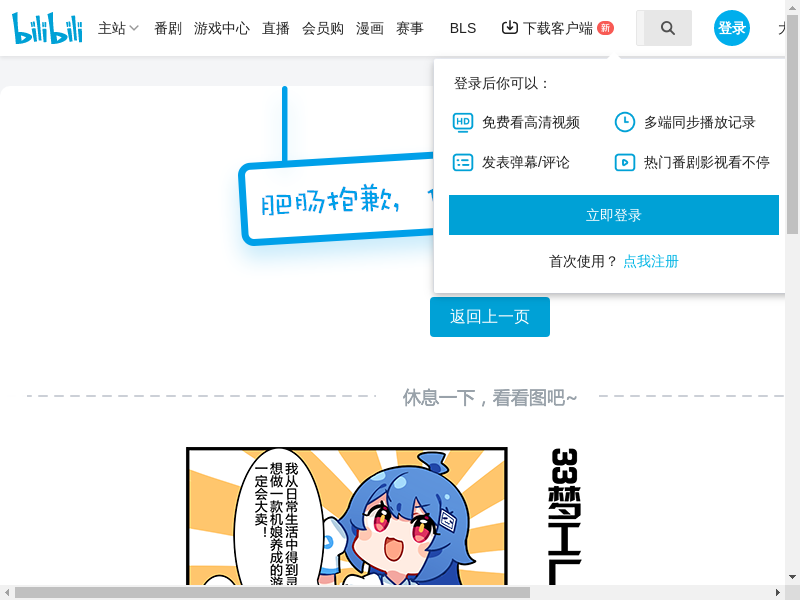 bilibili 主站 番剧 游戏中心 直播 会员购 漫画 赛事 BLS 下载客户端 新 登录
登录后你可以：
HD 免费看高清视频 多端同步播放记录
发表弹幕/评论 热门番剧影视看不停
立即登录
首次使用？ 点我注册
肥肠抱歉，
返回上一页
休息一下，看看图吧~
我从日常生活中得到灵
想做一款机娘养成的游
一定会大卖！
33梦工厂